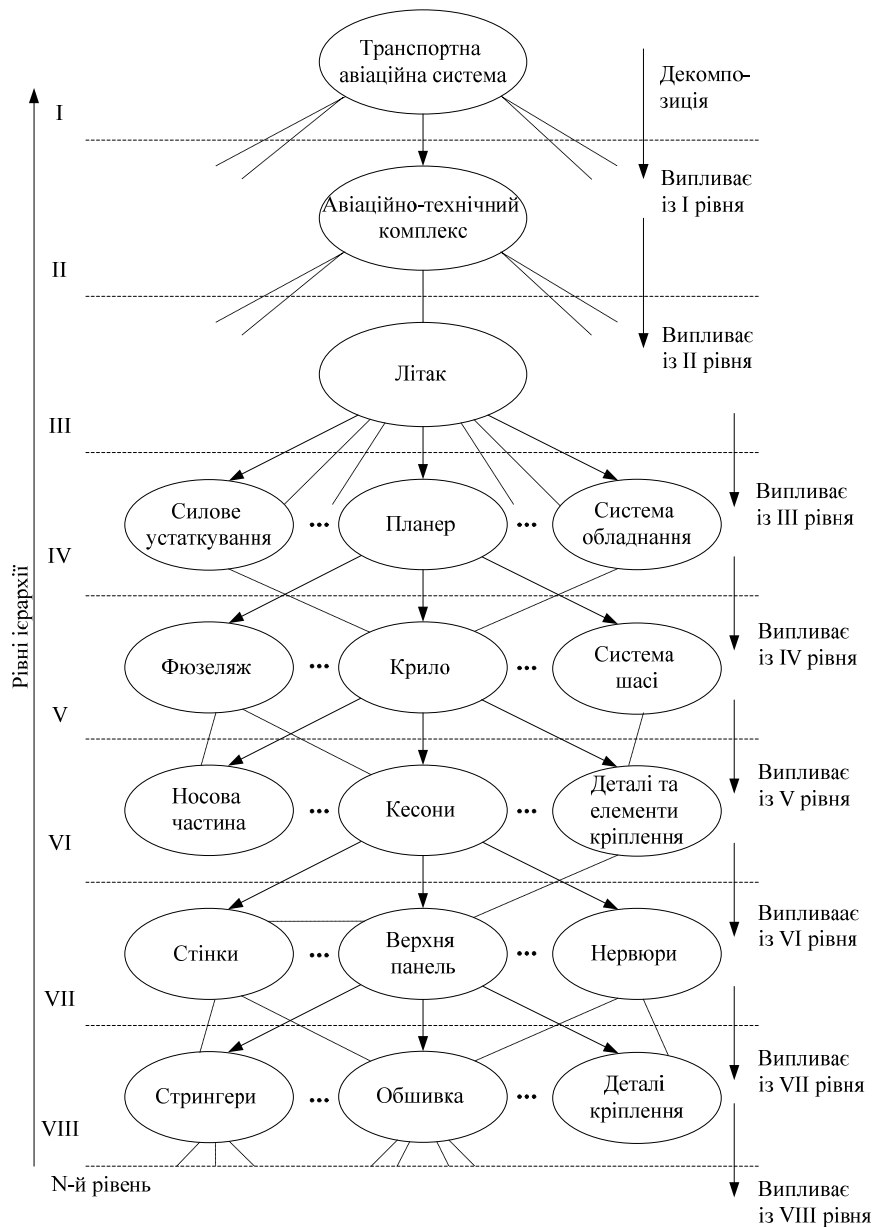 Транспортна
авіаційна система
Декомпо-
зиція
I
Випливає
із I рівня
Авіаційно-технічний
комплекс
II
Випливає
із II рівня
Літак
III
Випливає
із III рівня
Силове
устаткування
...
Планер
...
Система
обладнання
IV
Рівні ієрархії
Випливає
із IV рівня
Фюзеляж
...
Крило
...
Система
шасі
V
Випливає
із V рівня
Носова
частина
...
Кесони
...
Деталі та
елементи
кріплення
VI
Випливаає
із VI рівня
Стінки
...
Верхня
панель
...
Нервюри
VII
Випливає
із VII рівня
Стрингери
...
Обшивка
...
Деталі
кріплення
VIII
N-й рівень
Випливає
із VIII рівня